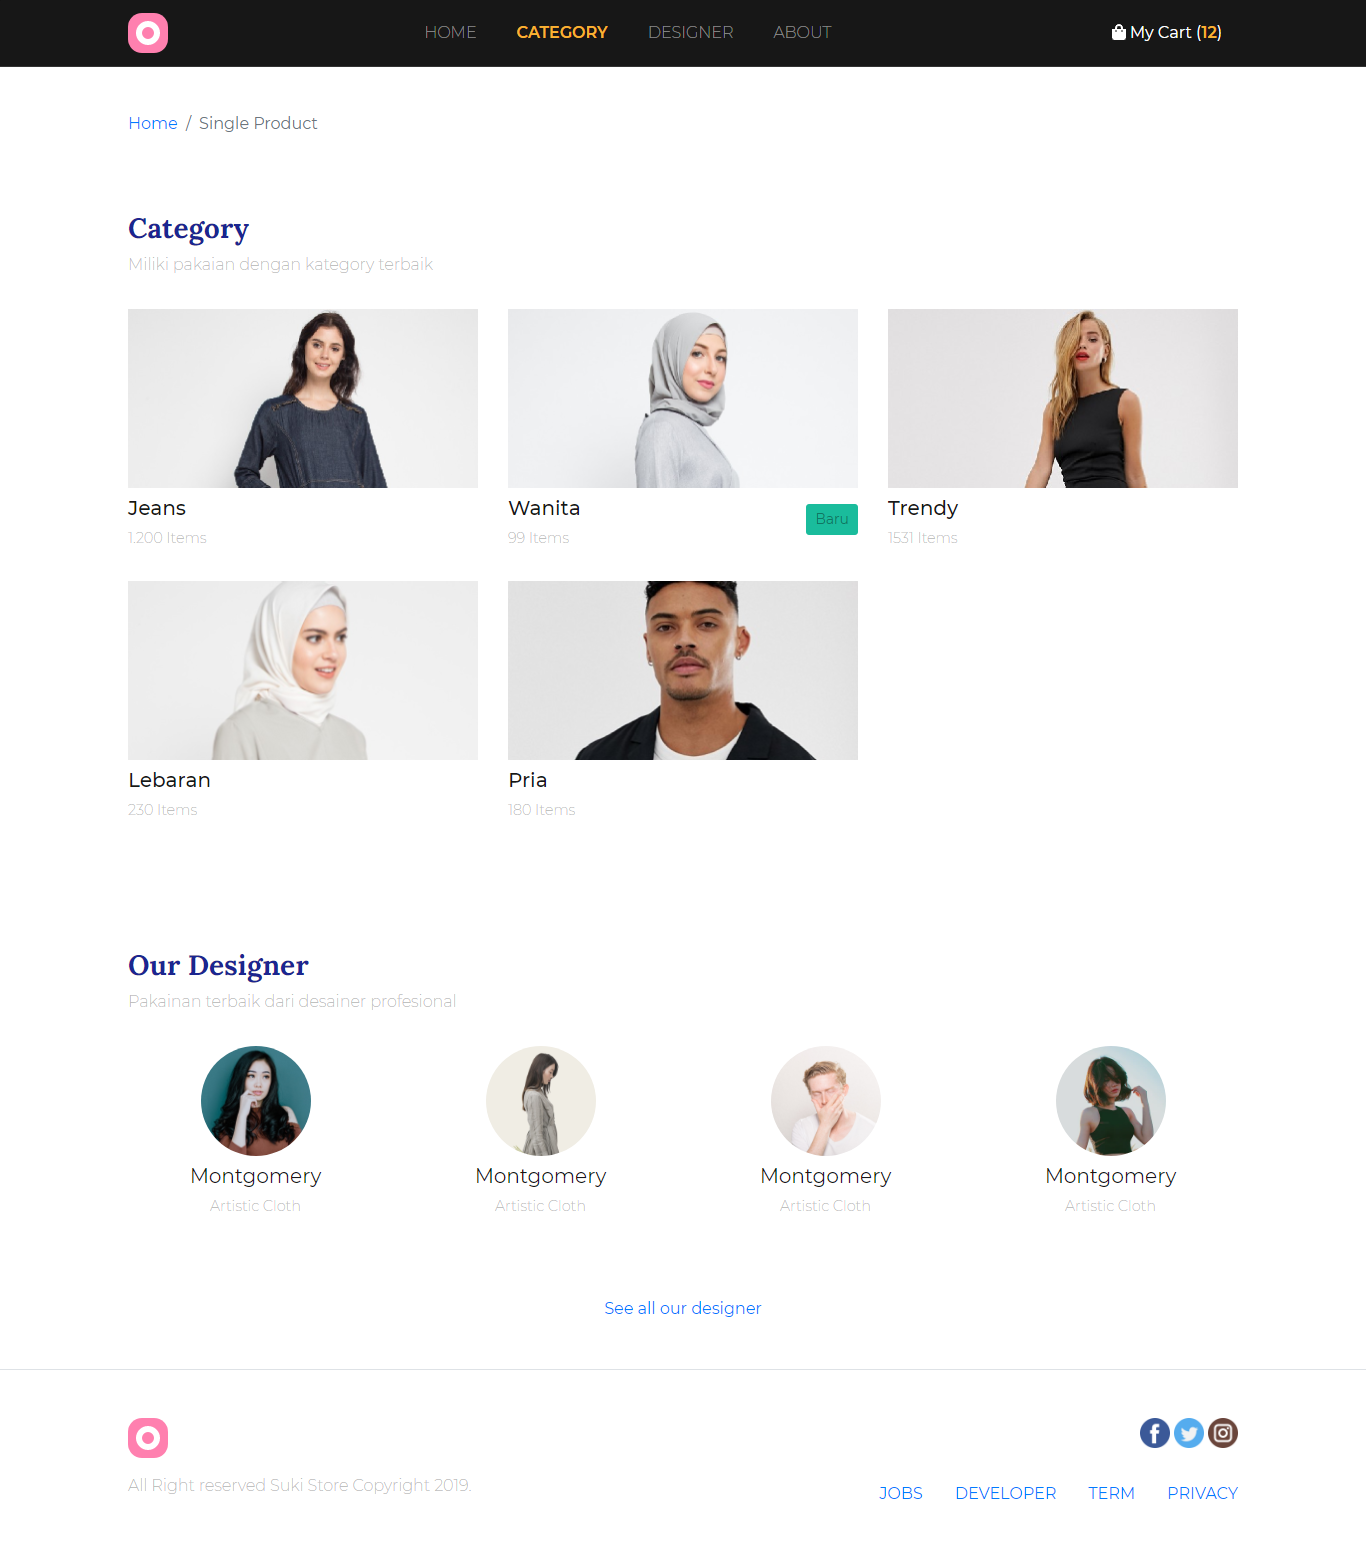 HOME CATEGORY DESIGNER ABOUT My Cart (12)
Home / Single Product
Category
Miliki pakaian dengan kategory terbaik
Jeans
1.200 Items
Wanita
99 Items
Baru
Trendy
1531 Items
Lebaran
230 Items
Pria
180 Items
Our Designer
Pakainan terbaik dari desainer profesional
Montgomery
Artistic Cloth
Montgomery
Artistic Cloth
Montgomery
Artistic Cloth
Montgomery
Artistic Cloth
See all our designer
All Right reserved Suki Store Copyright 2019.
JOBS DEVELOPER TERM PRIVACY